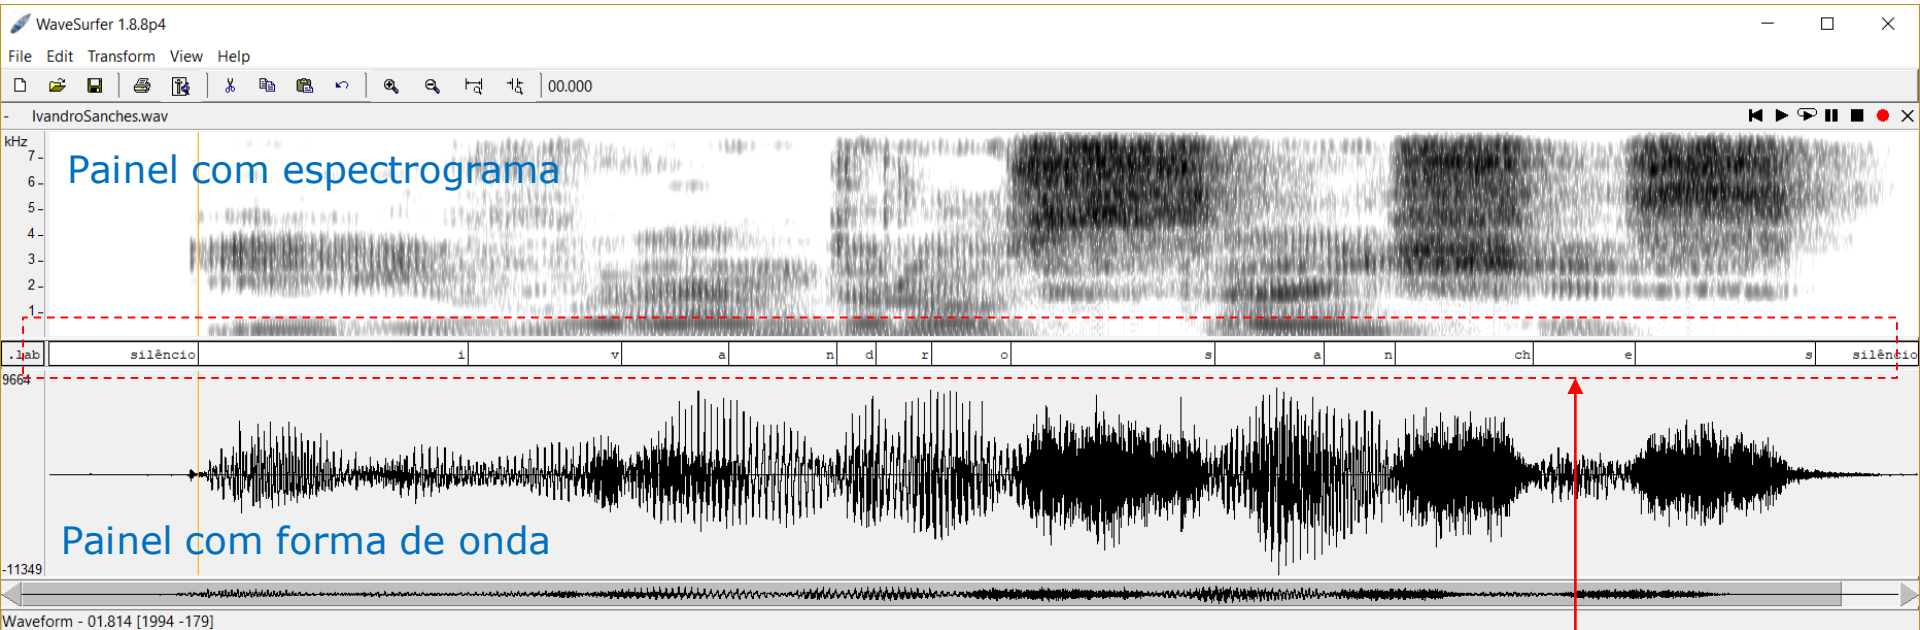 WaveSurfer 1.8.8p4
File Edit Transform View Help
00.000
- IvandroSanches.wav
kHz
7
Painel com espectrograma
6
5
4
3
2
1
.lab silêncio i v a n d r o s a n ch e s silêncio
9664
Painel com forma de onda
-11349
Waveform - 01.814 [1994 -179]